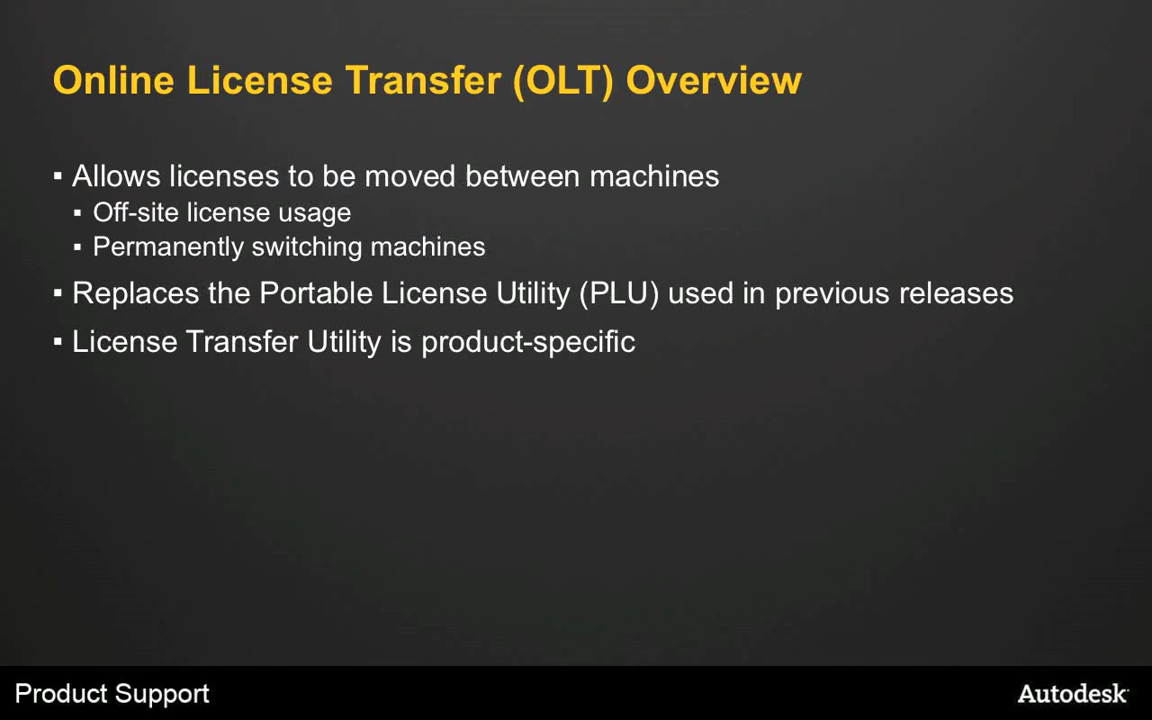 Online License Transfer (OLT) Overview
▪ Allows licenses to be moved between machines
▪ Off-site license usage
▪ Permanently switching machines
▪ Replaces the Portable License Utility (PLU) used in previous releases
▪ License Transfer Utility is product-specific
Product Support
Autodesk